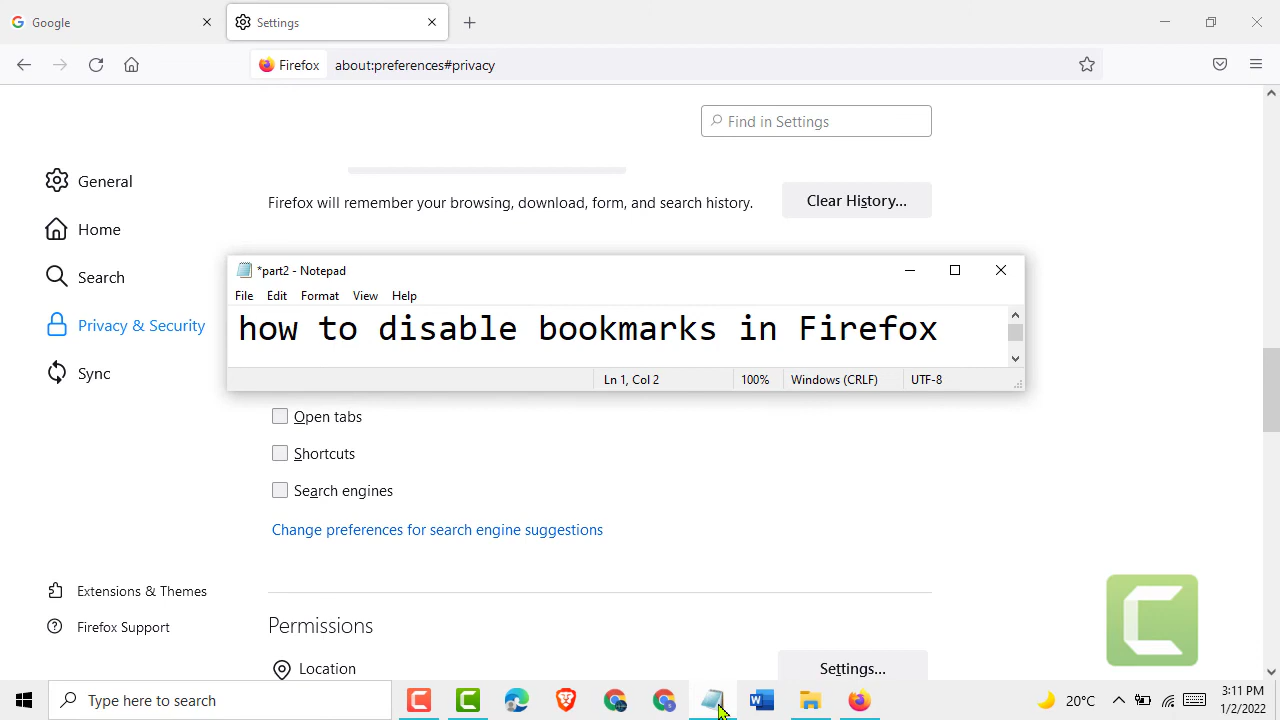 Google
Settings
Firefox
about:preferences#privacy
Find in Settings
General
Firefox will remember your browsing, download, form, and search history.
Clear History...
Home
Search
*part2 - Notepad
File Edit Format View Help
how to disable bookmarks in Firefox
Ln 1, Col 2
100%
Windows (CRLF)
UTF-8
Privacy & Security
Sync
Open tabs
Shortcuts
Search engines
Change preferences for search engine suggestions
Extensions & Themes
Permissions
Firefox Support
Location
Settings...
Type here to search
20°C
3:11 PM
1/2/2022